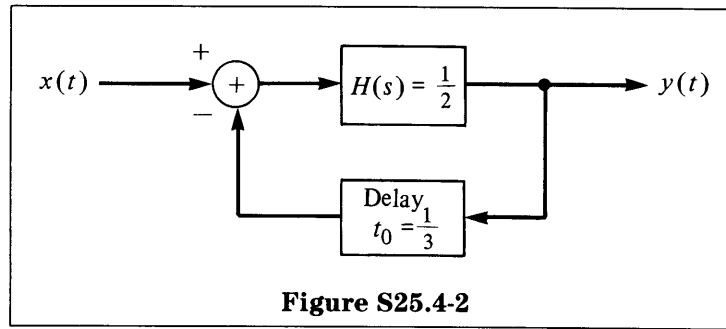 +
x(t)
+
H(s) = 1/2
y(t)
−
Delay
t₀ = 1/3
Figure S25.4-2